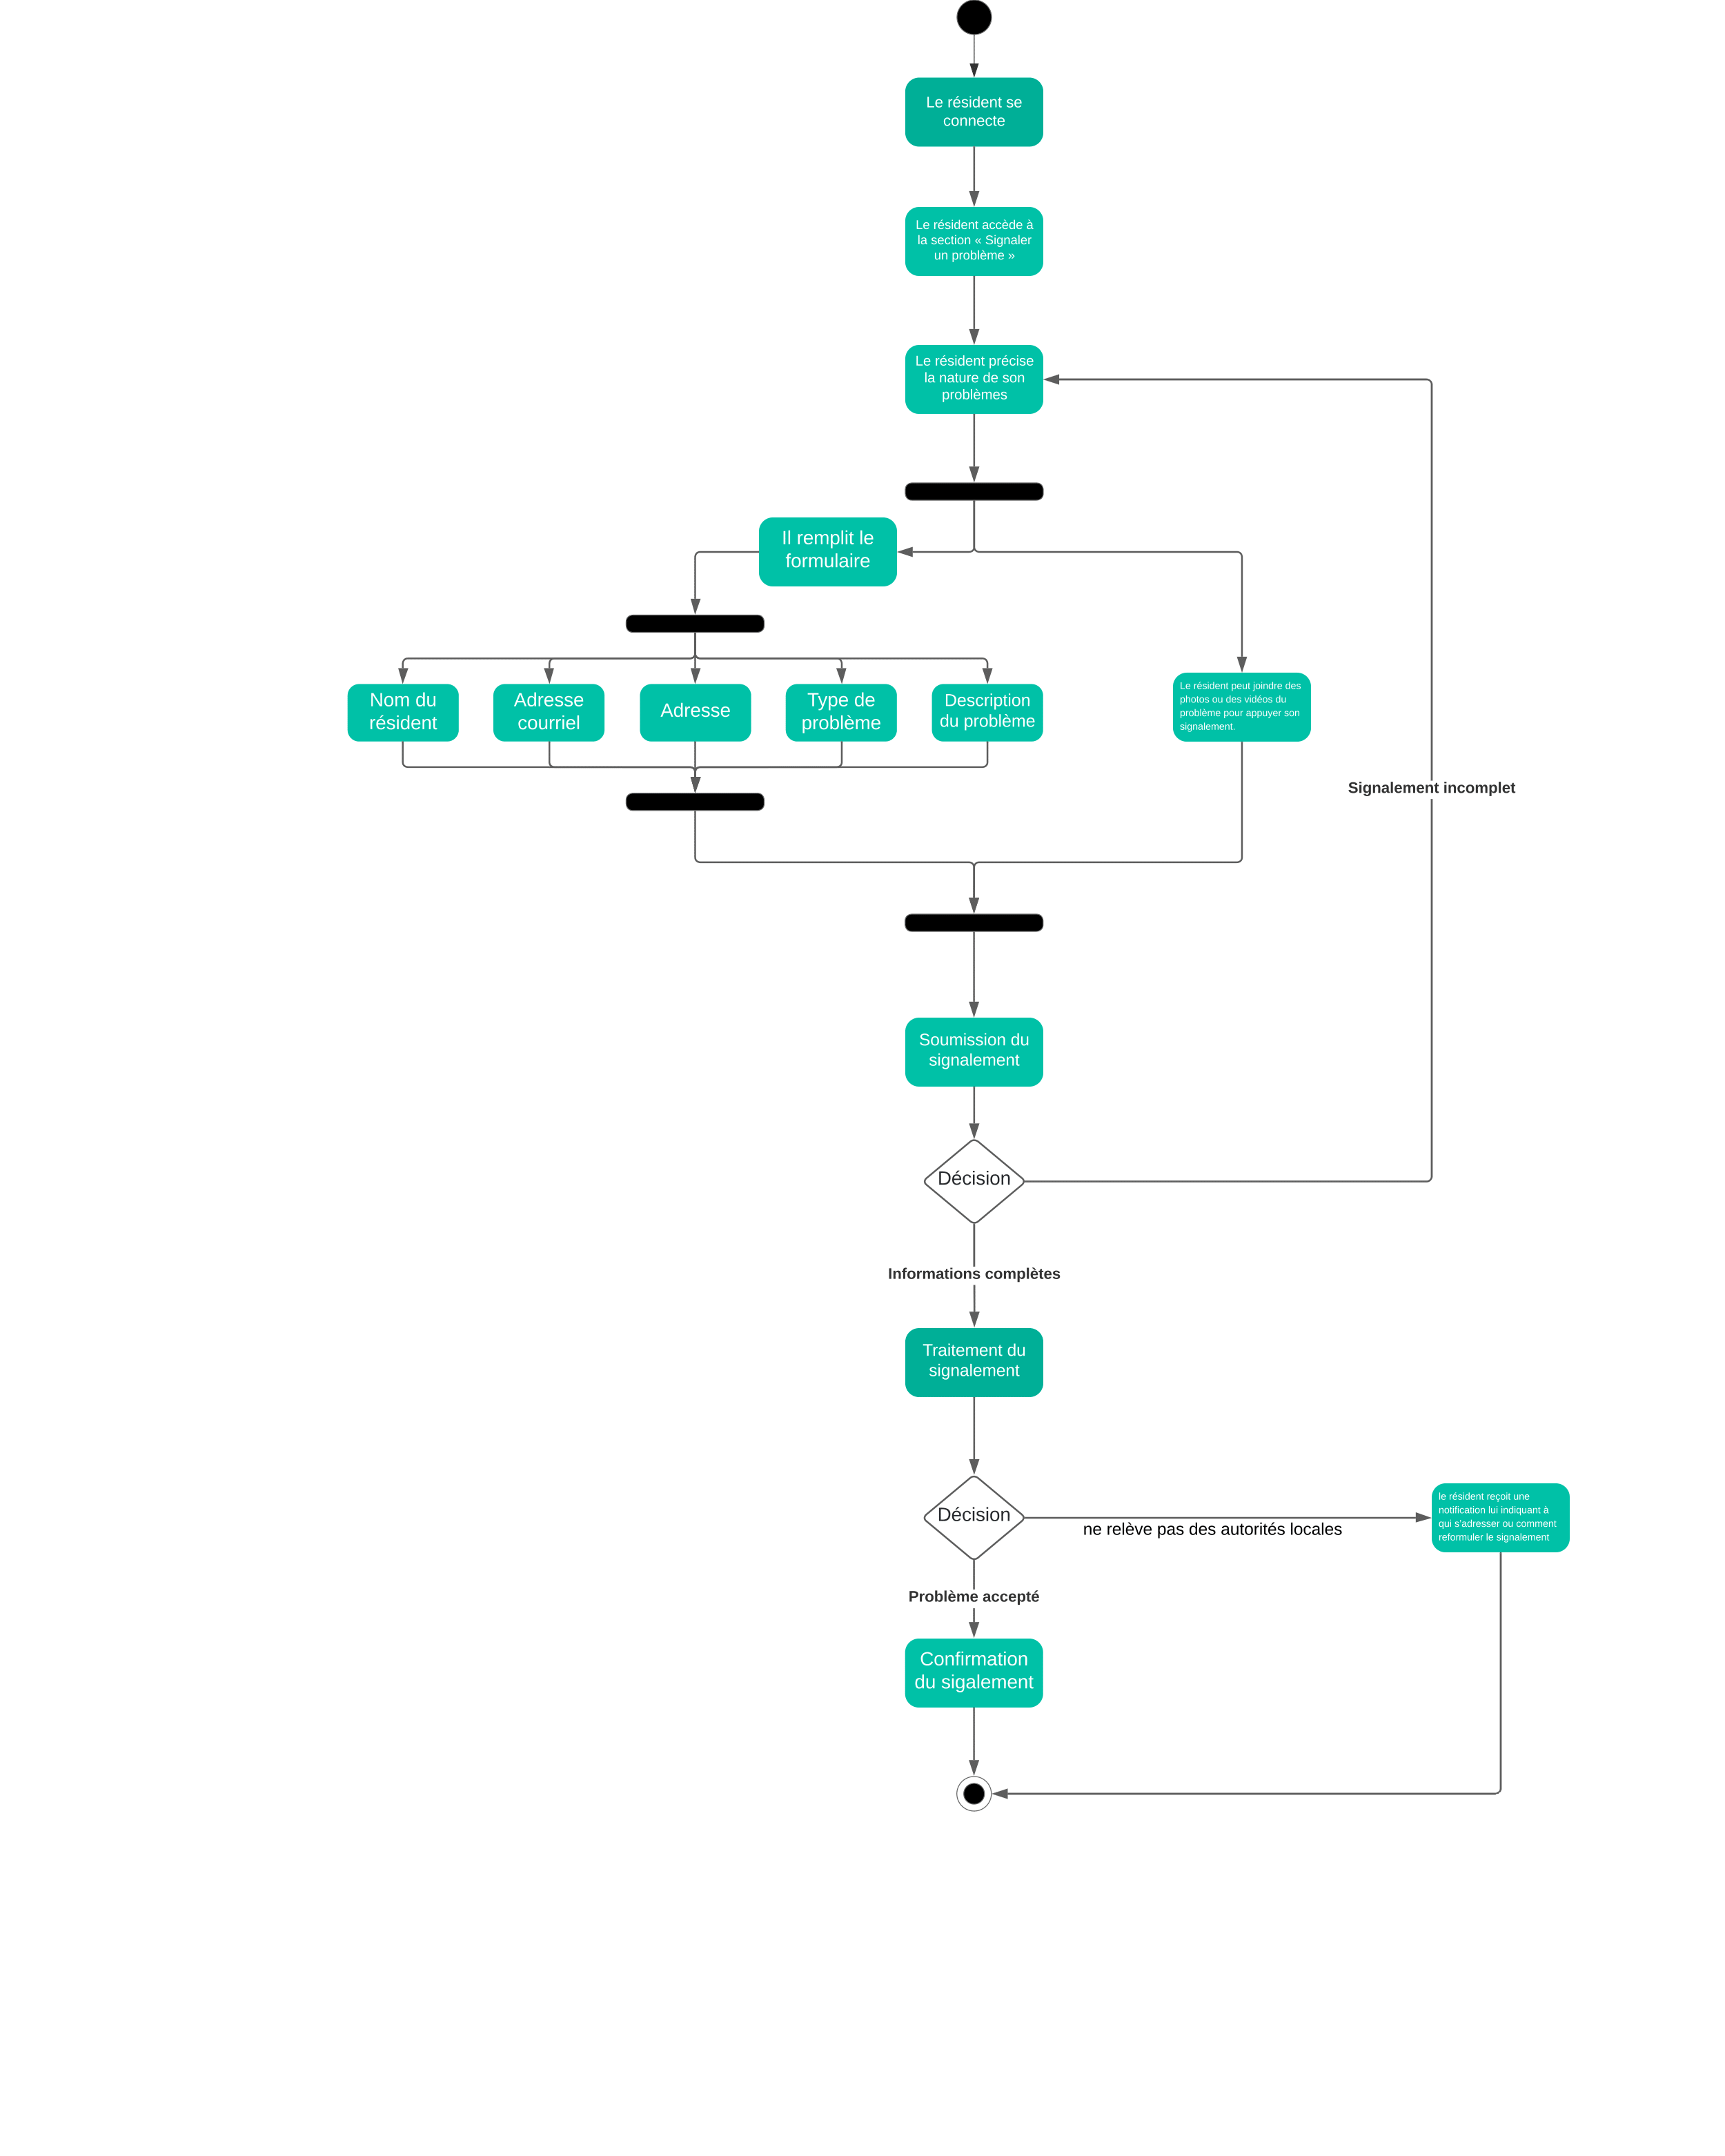 Le résident se
connecte
Le résident accède à
la section « Signaler
un problème »
Le résident précise
la nature de son
problèmes
Il remplit le
formulaire
Nom du
résident
Adresse
courriel
Adresse
Type de
problème
Description
du problème
Le résident peut joindre des
photos ou des vidéos du
problème pour appuyer son
signalement.
Signalement incomplet
Soumission du
signalement
Décision
Informations complètes
Traitement du
signalement
Décision
ne relève pas des autorités locales
le résident reçoit une
notification lui indiquant à
qui s'adresser ou comment
reformuler le signalement
Problème accepté
Confirmation
du sigalement